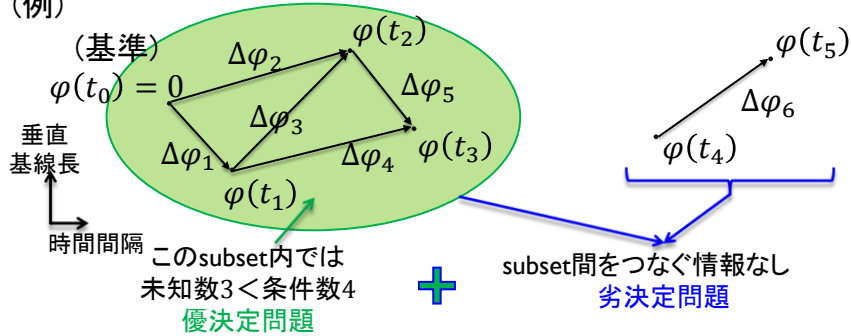 (例)
(基準)
φ(t₀) = 0
Δφ₂
φ(t₂)
Δφ₁
Δφ₃
Δφ₅
Δφ₄
φ(t₁)
φ(t₃)
φ(t₅)
Δφ₆
φ(t₄)
垂直
基線長
時間間隔
このsubset内では
未知数3<条件数4
優決定問題
+
subset間をつなぐ情報なし
劣決定問題